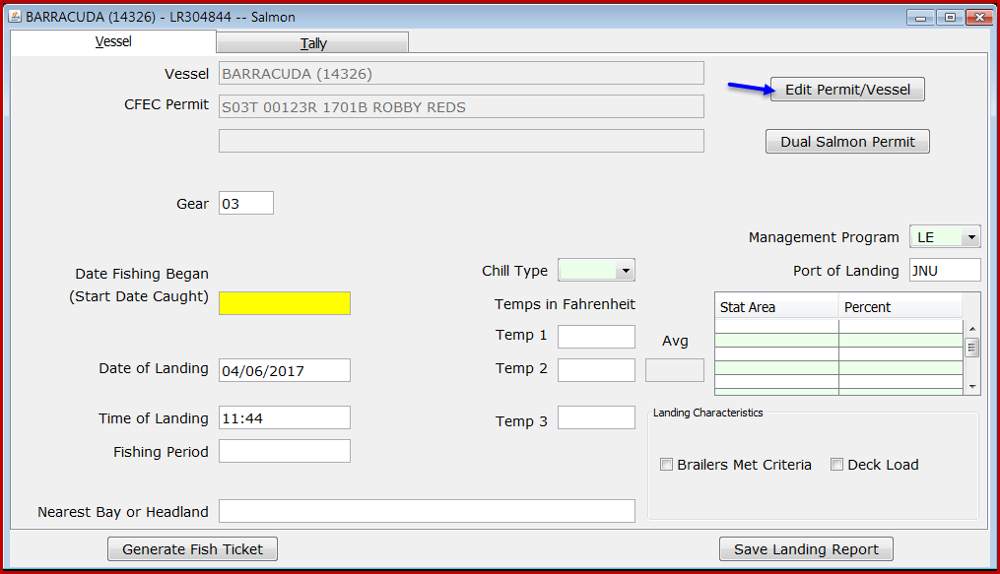 BARRACUDA (14326) - LR304844 -- Salmon
Vessel
Tally
Vessel BARRACUDA (14326)
Edit Permit/Vessel
CFEC Permit S03T 00123R 1701B ROBBY REDS
Dual Salmon Permit
Gear 03
Management Program LE
Date Fishing Began
(Start Date Caught)
Chill Type
Port of Landing JNU
Temps in Fahrenheit
Stat Area Percent
Temp 1
Avg
Date of Landing 04/06/2017
Temp 2
Time of Landing 11:44
Temp 3
Landing Characteristics
Fishing Period
Brailers Met Criteria
Deck Load
Nearest Bay or Headland
Generate Fish Ticket
Save Landing Report